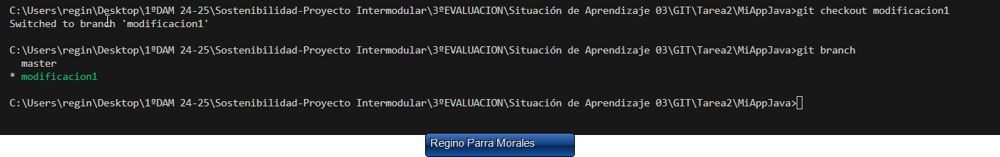 C:\Users\regin\Desktop\1ºDAM 24-25\Sostenibilidad-Proyecto Intermodular\3ºEVALUACION\Situación de Aprendizaje 03\GIT\Tarea2\MiAppJava>git checkout modificacion1
Switched to branch 'modificacion1'
C:\Users\regin\Desktop\1ºDAM 24-25\Sostenibilidad-Proyecto Intermodular\3ºEVALUACION\Situación de Aprendizaje 03\GIT\Tarea2\MiAppJava>git branch
master
* modificacion1
C:\Users\regin\Desktop\1ºDAM 24-25\Sostenibilidad-Proyecto Intermodular\3ºEVALUACION\Situación de Aprendizaje 03\GIT\Tarea2\MiAppJava>
Regino Parra Morales